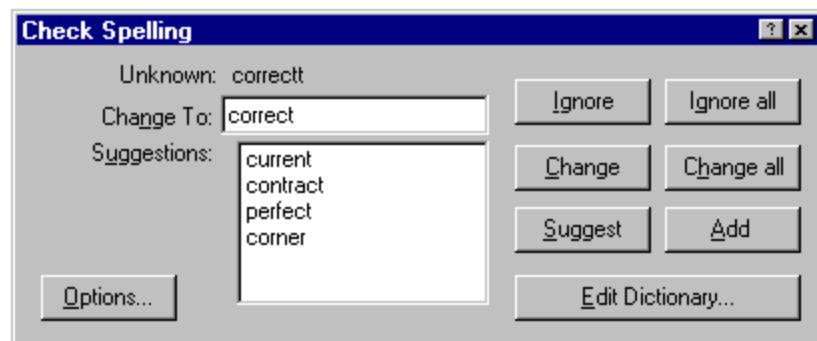 Check Spelling
Unknown: correctt
Change To: correct
Suggestions:
current
contract
perfect
corner
Ignore
Ignore all
Change
Change all
Suggest
Add
Options...
Edit Dictionary...